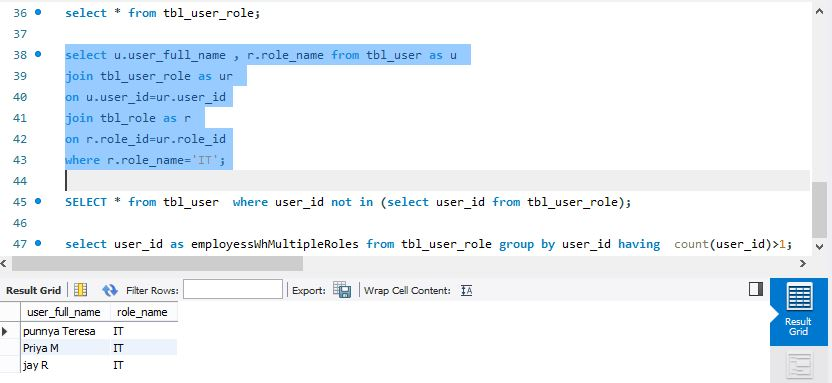 36 select * from tbl_user_role;
37
38 select u.user_full_name , r.role_name from tbl_user as u
39 join tbl_user_role as ur
40 on u.user_id=ur.user_id
41 join tbl_role as r
42 on r.role_id=ur.role_id
43 where r.role_name='IT';
44
45 SELECT * from tbl_user  where user_id not in (select user_id from tbl_user_role);
46
47 select user_id as employessWhMultipleRoles from tbl_user_role group by user_id having  count(user_id)>1;
Result Grid Filter Rows: Export: Wrap Cell Content:
user_full_name role_name
punnya Teresa IT
Priya M IT
jay R IT
Result
Grid